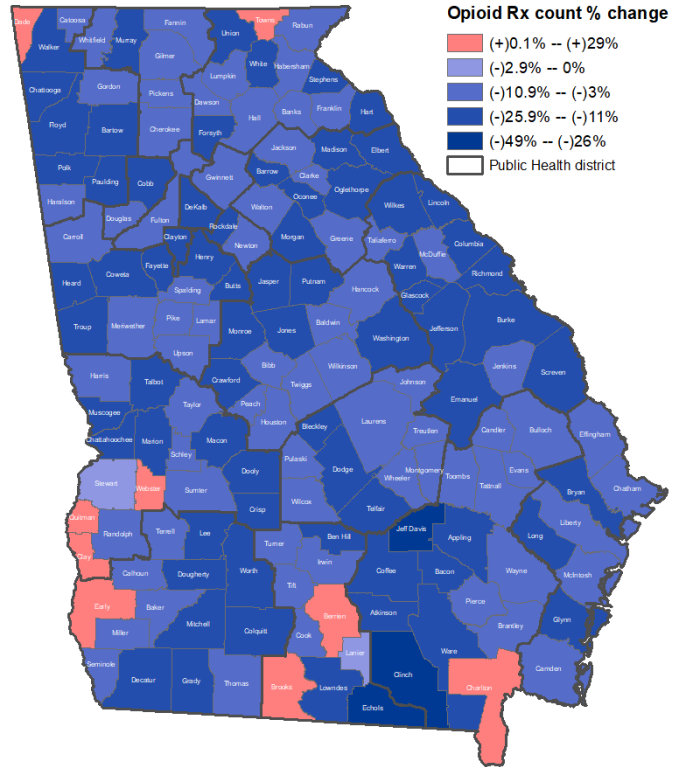 Opioid Rx count % change
(+)0.1% -- (+)29%
(-)2.9% -- 0%
(-)10.9% -- (-)3%
(-)25.9% -- (-)11%
(-)49% -- (-)26%
Public Health district
Dade
Catoosa
Fannin
Towns
Rabun
Walker
Whitfield
Murray
Union
Gilmer
White
Habersham
Lumpkin
Stephens
Chattooga
Gordon
Pickens
Dawson
Banks
Franklin
Hart
Hall
Floyd
Bartow
Cherokee
Forsyth
Jackson
Madison
Elbert
Polk
Paulding
Cobb
Gwinnett
Barrow
Clarke
Oglethorpe
Oconee
Wilkes
Lincoln
Haralson
Douglas
Fulton
DeKalb
Walton
Carroll
Clayton
Rockdale
Newton
Morgan
Greene
Taliaferro
McDuffie
Columbia
Fayette
Henry
Warren
Richmond
Heard
Coweta
Spalding
Butts
Jasper
Putnam
Hancock
Glascock
Troup
Meriwether
Pike
Lamar
Monroe
Jones
Baldwin
Washington
Jefferson
Burke
Upson
Harris
Talbot
Crawford
Bibb
Twiggs
Wilkinson
Johnson
Jenkins
Screven
Emanuel
Muscogee
Taylor
Peach
Houston
Laurens
Chattahoochee
Marion
Macon
Bleckley
Treutlen
Candler
Bulloch
Effingham
Schley
Pulaski
Dodge
Montgomery
Wheeler
Toombs
Evans
Tattnall
Stewart
Webster
Sumter
Dooly
Wilcox
Bryan
Chatham
Quitman
Randolph
Terrell
Lee
Crisp
Telfair
Jeff Davis
Appling
Long
Liberty
Clay
Calhoun
Dougherty
Worth
Turner
Ben Hill
Irwin
Coffee
Bacon
Wayne
McIntosh
Early
Baker
Mitchell
Tift
Berrien
Atkinson
Pierce
Miller
Colquitt
Cook
Lanier
Ware
Brantley
Glynn
Seminole
Decatur
Grady
Thomas
Brooks
Lowndes
Clinch
Echols
Charlton
Camden